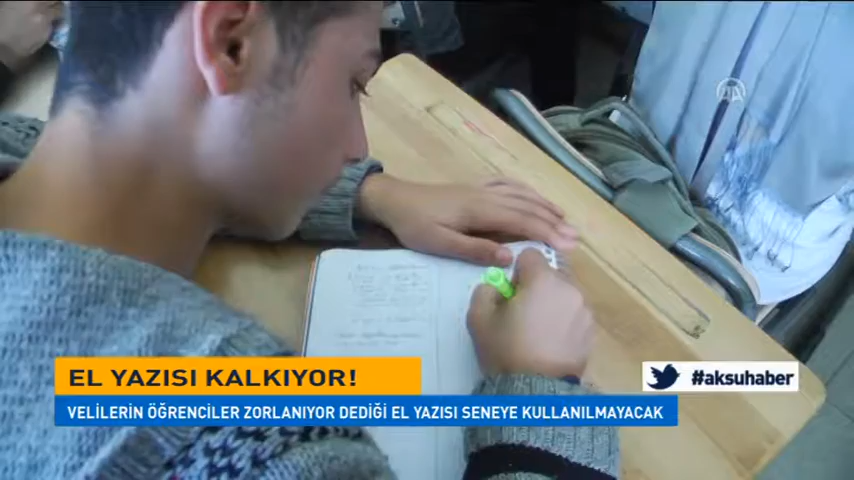 EL YAZISI KALKIYOR!
#aksuhaber
VELİLERİN ÖĞRENCİLER ZORLANIYOR DEDİĞİ EL YAZISI SENEYE KULLANILMAYACAK